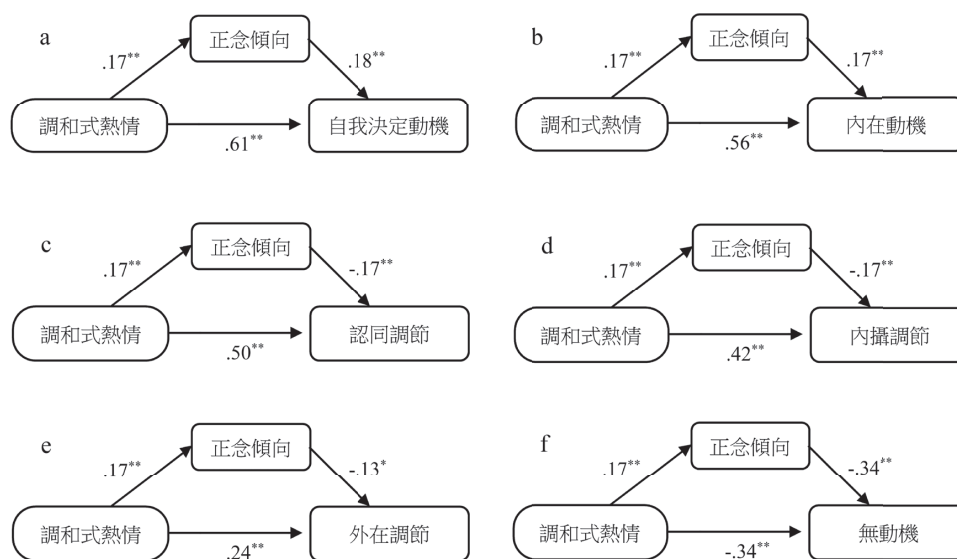 a
正念傾向
.17**
.18**
調和式熱情
自我決定動機
.61**
b
正念傾向
.17**
.17**
調和式熱情
內在動機
.56**
c
正念傾向
.17**
-.17**
調和式熱情
認同調節
.50**
d
正念傾向
.17**
-.17**
調和式熱情
內攝調節
.42**
e
正念傾向
.17**
-.13*
調和式熱情
外在調節
.24**
f
正念傾向
.17**
-.34**
調和式熱情
無動機
-.34**